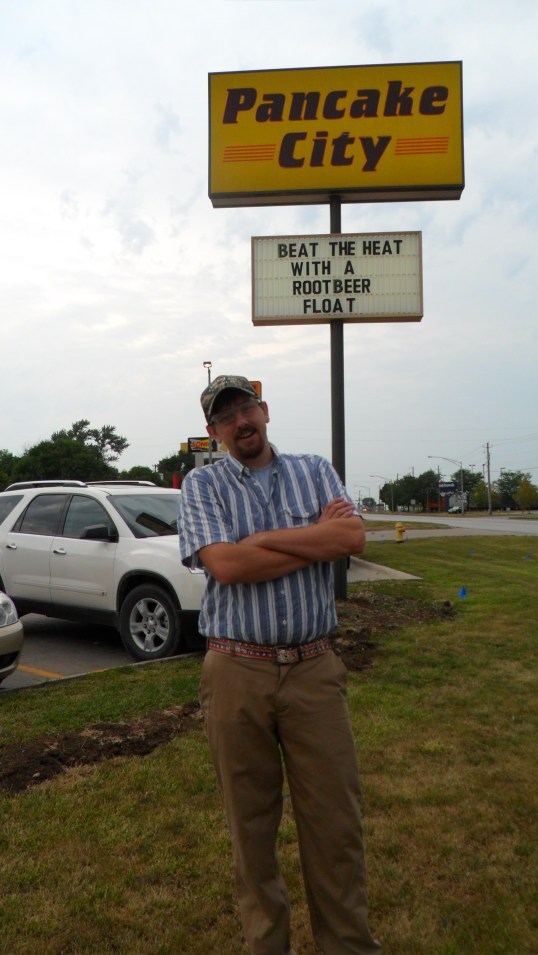 Pancake
City
BEAT THE HEAT
WITH A
ROOTBEER
FLOAT